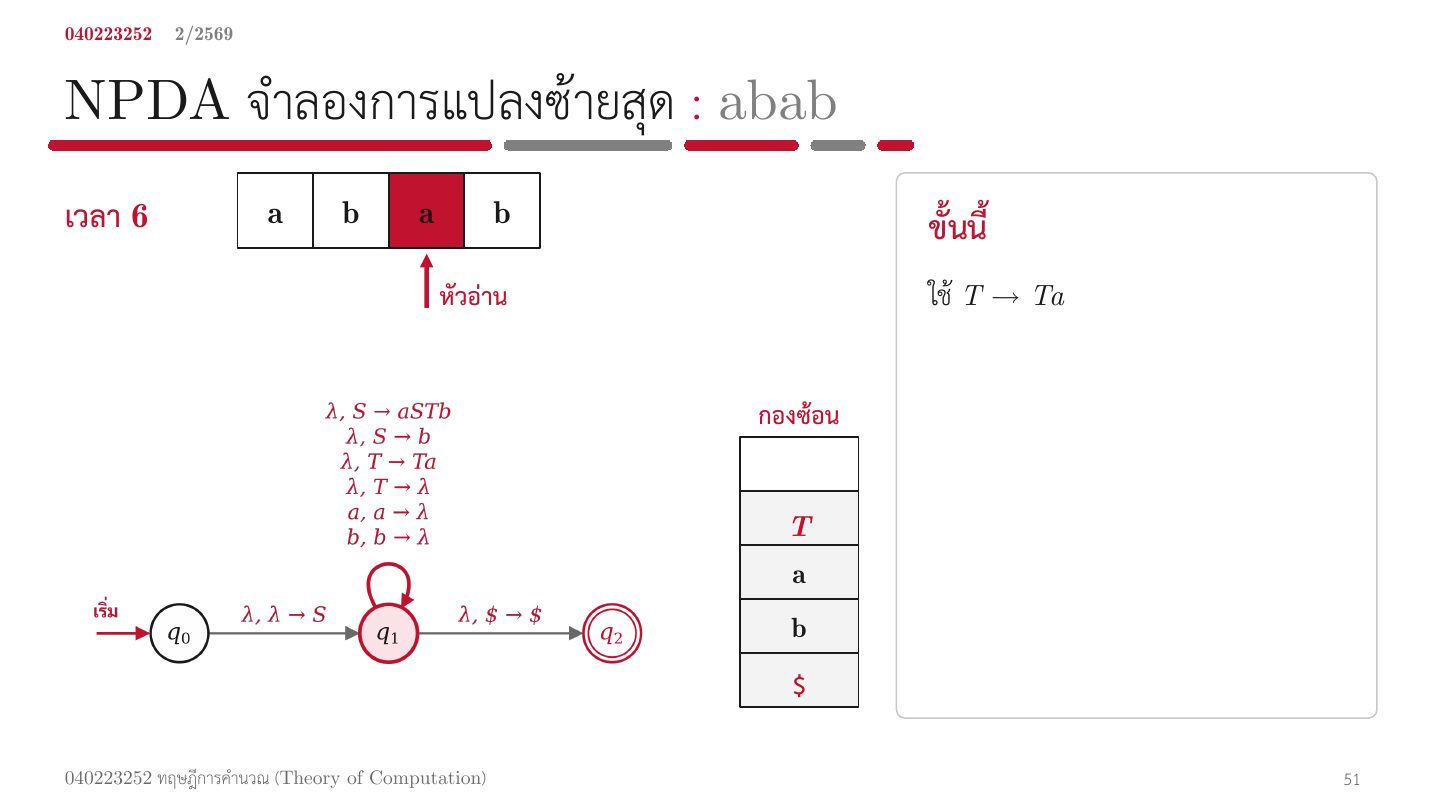 040223252 2/2569
NPDA จำลองการแปลงซ้ายสุด : abab
เวลา 6
a b a b
หัวอ่าน
ขั้นนี้
ใช้ T → Ta
λ, S → aSTb
λ, S → b
λ, T → Ta
λ, T → λ
a, a → λ
b, b → λ
กองซ้อน
T
a
b
$
เริ่ม
q₀
λ, λ → S
q₁
λ, $ → $
q₂
040223252 ทฤษฎีการคำนวณ (Theory of Computation)
51